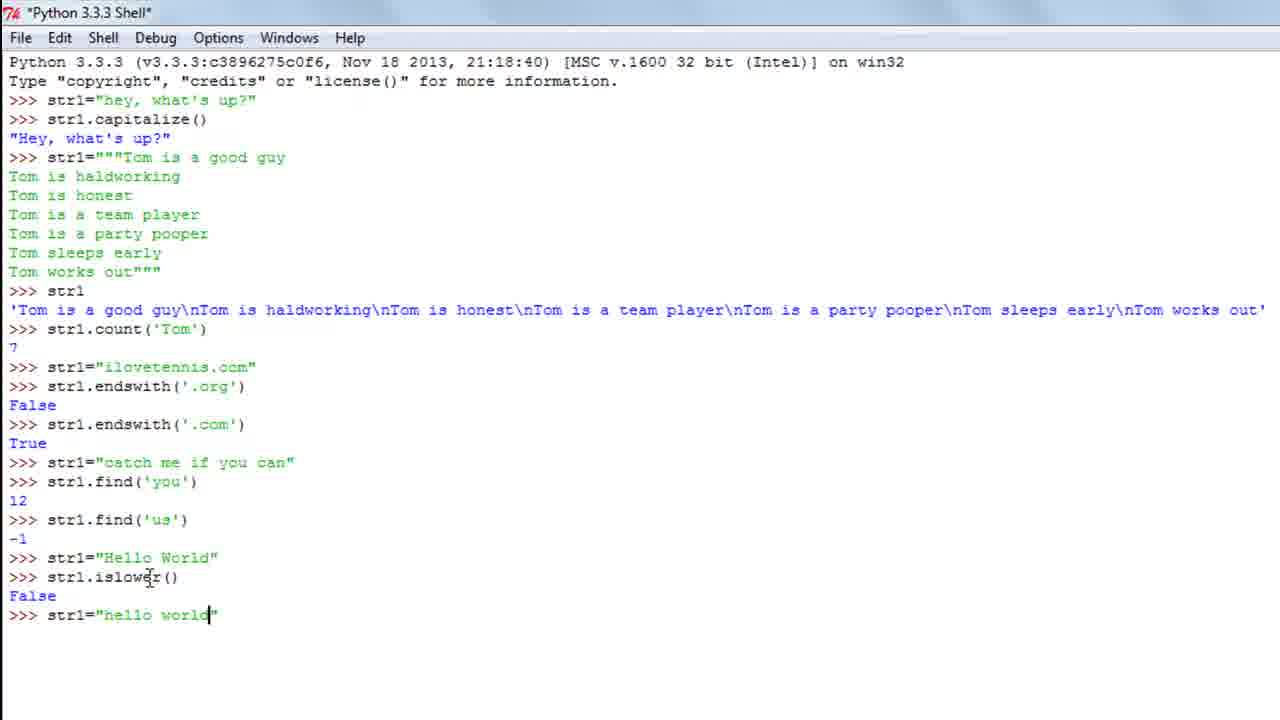 *Python 3.3.3 Shell*
File Edit Shell Debug Options Windows Help
Python 3.3.3 (v3.3.3:c3896275c0f6, Nov 18 2013, 21:18:40) [MSC v.1600 32 bit (Intel)] on win32
Type "copyright", "credits" or "license()" for more information.
>>> str1="hey, what's up?"
>>> str1.capitalize()
"Hey, what's up?"
>>> str1="""Tom is a good guy
Tom is haldworking
Tom is honest
Tom is a team player
Tom is a party pooper
Tom sleeps early
Tom works out"""
>>> str1
'Tom is a good guy\nTom is haldworking\nTom is honest\nTom is a team player\nTom is a party pooper\nTom sleeps early\nTom works out'
>>> str1.count('Tom')
7
>>> str1="ilovetennis.com"
>>> str1.endswith('.org')
False
>>> str1.endswith('.com')
True
>>> str1="catch me if you can"
>>> str1.find('you')
12
>>> str1.find('us')
-1
>>> str1="Hello World"
>>> str1.islower()
False
>>> str1="hello world"